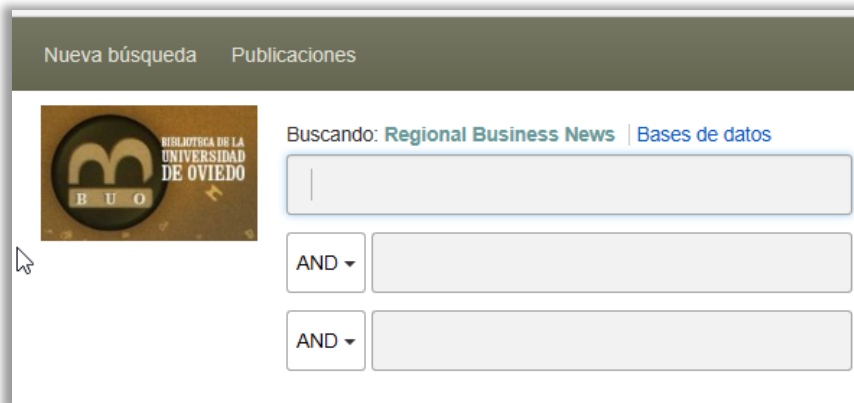 Nueva búsqueda Publicaciones
BIBLIOTECA DE LA
UNIVERSIDAD
DE OVIEDO
B U O
Buscando: Regional Business News | Bases de datos
AND
AND